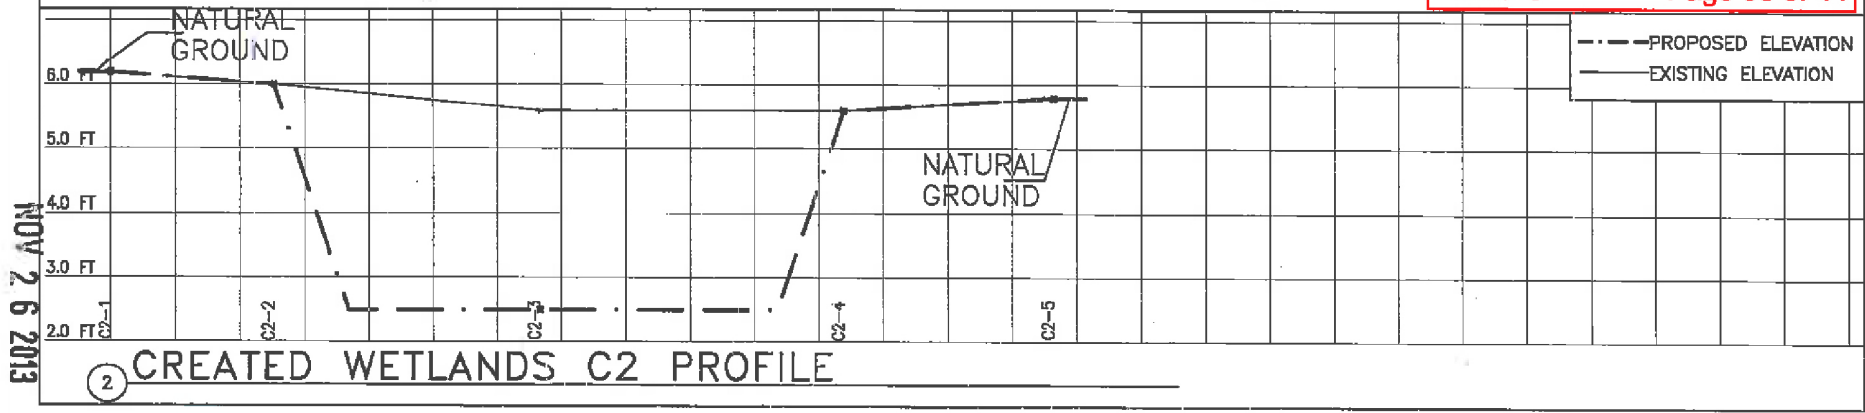 NATURAL
GROUND
PROPOSED ELEVATION
EXISTING ELEVATION
6.0 FT
5.0 FT
NATURAL
GROUND
4.0 FT
3.0 FT
2.0 FT
C2-1
C2-2
C2-3
C2-4
C2-5
NOV 26 2013
2 CREATED WETLANDS C2 PROFILE